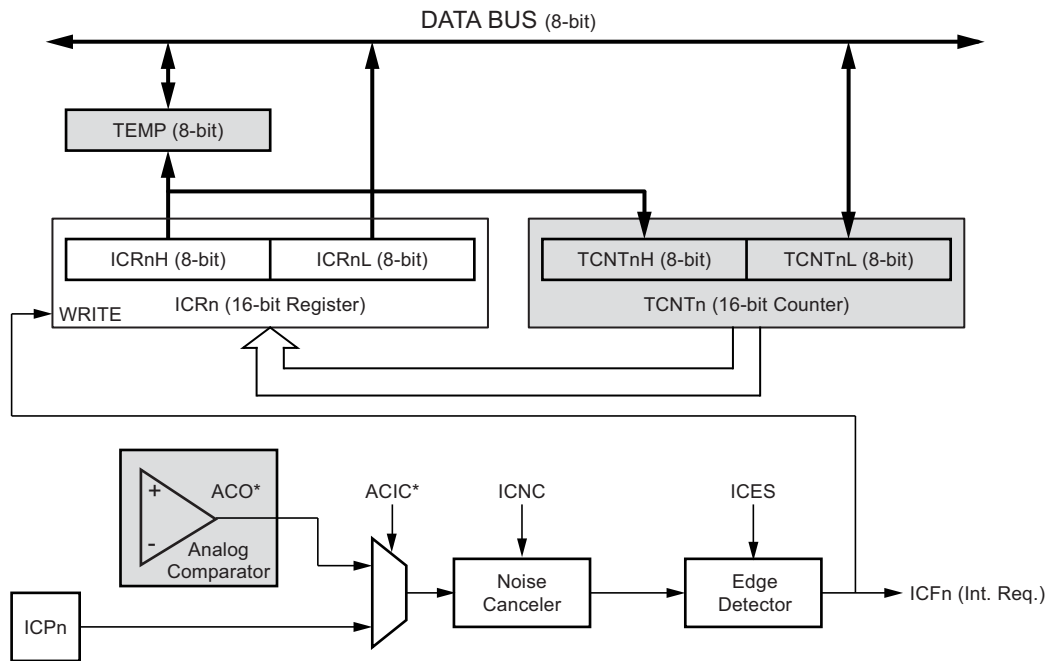 DATA BUS (8-bit)
TEMP (8-bit)
ICRnH (8-bit)
ICRnL (8-bit)
TCNTnH (8-bit)
TCNTnL (8-bit)
WRITE
ICRn (16-bit Register)
TCNTn (16-bit Counter)
+
-
ACO*
Analog
Comparator
ACIC*
ICNC
ICES
Noise
Canceler
Edge
Detector
ICFn (Int. Req.)
ICPn